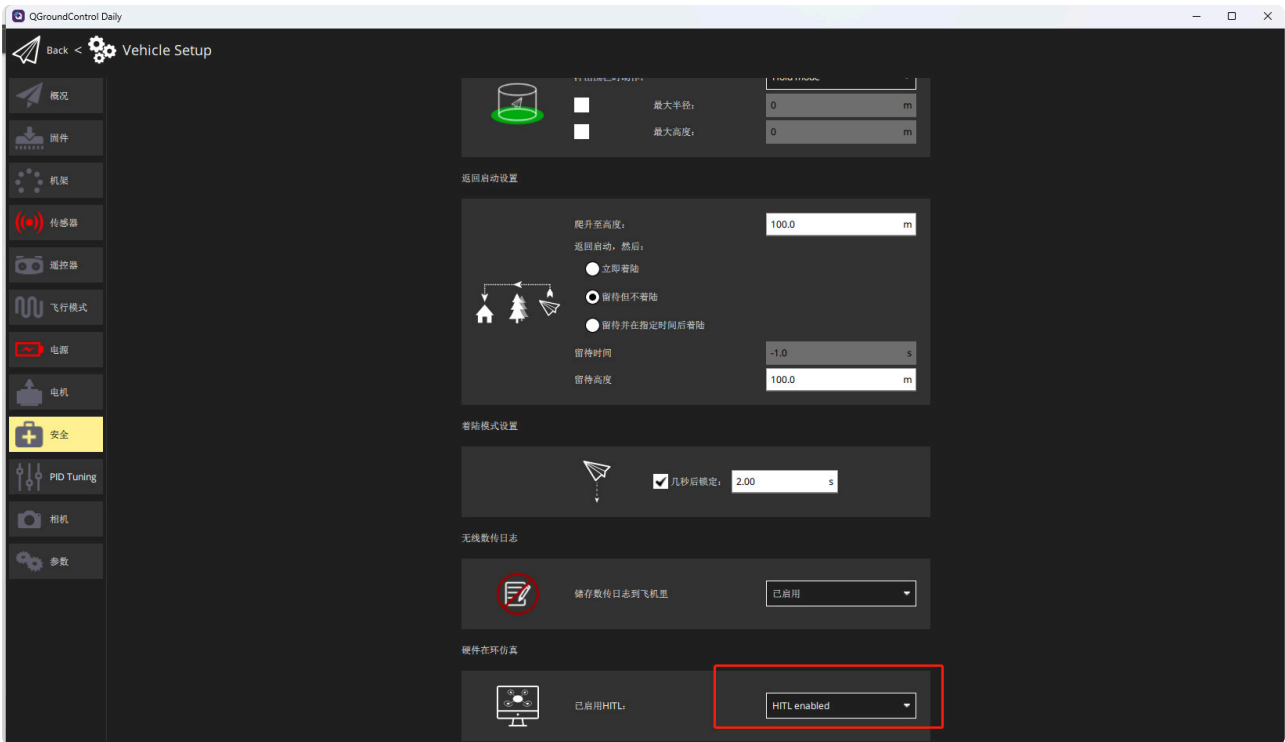 QGroundControl Daily
Back < Vehicle Setup
概况
固件
机架
传感器
遥控器
飞行模式
电源
电机
安全
PID Tuning
相机
参数
Hold mode
最大半径: 0 m
最大高度: 0 m
返回启动设置
爬升至高度: 100.0 m
返回启动，然后:
立即着陆
留待但不着陆
留待并在指定时间后着陆
留待时间 -1.0 s
留待高度 100.0 m
着陆模式设置
几秒后锁定: 2.00 s
无线数传日志
储存数传日志到飞机里 已启用
硬件在环仿真
已启用HITL: HITL enabled